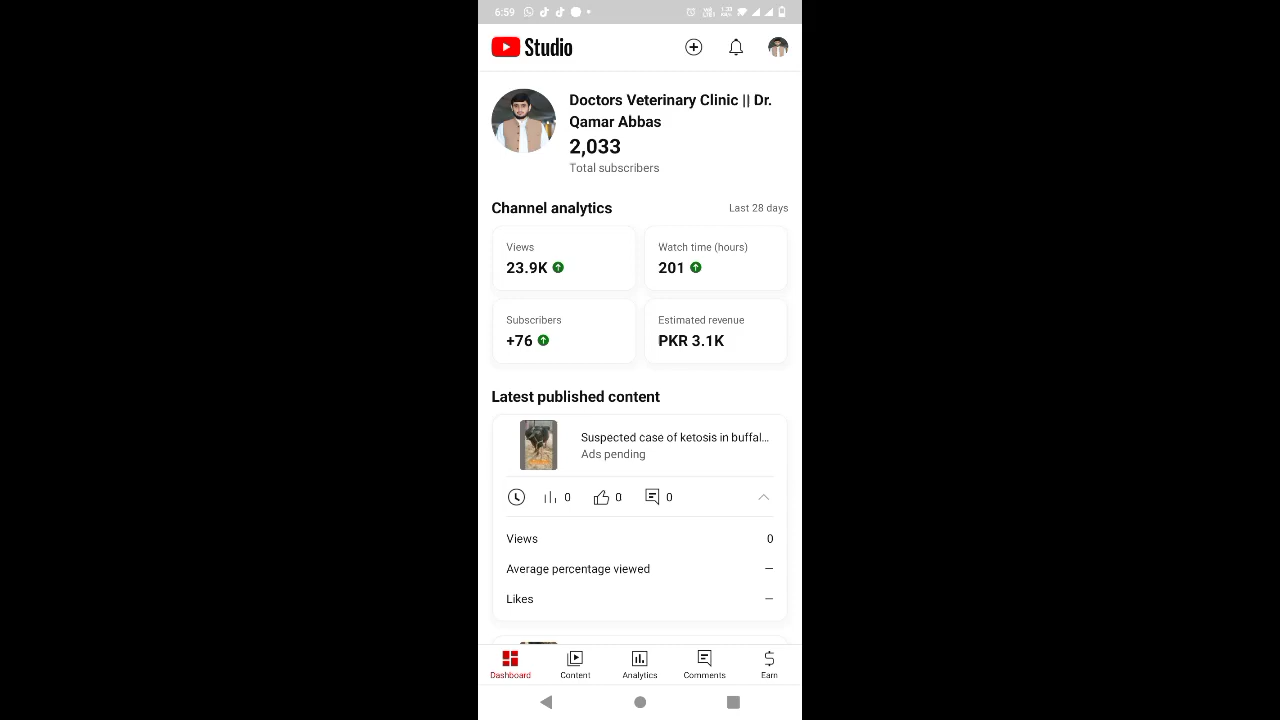 6:59
Studio
Doctors Veterinary Clinic || Dr.
Qamar Abbas
2,033
Total subscribers
Channel analytics
Last 28 days
Views
23.9K
Watch time (hours)
201
Subscribers
+76
Estimated revenue
PKR 3.1K
Latest published content
Suspected case of ketosis in buffal...
Ads pending
0
0
0
Views
0
Average percentage viewed
–
Likes
–
Dashboard
Content
Analytics
Comments
Earn